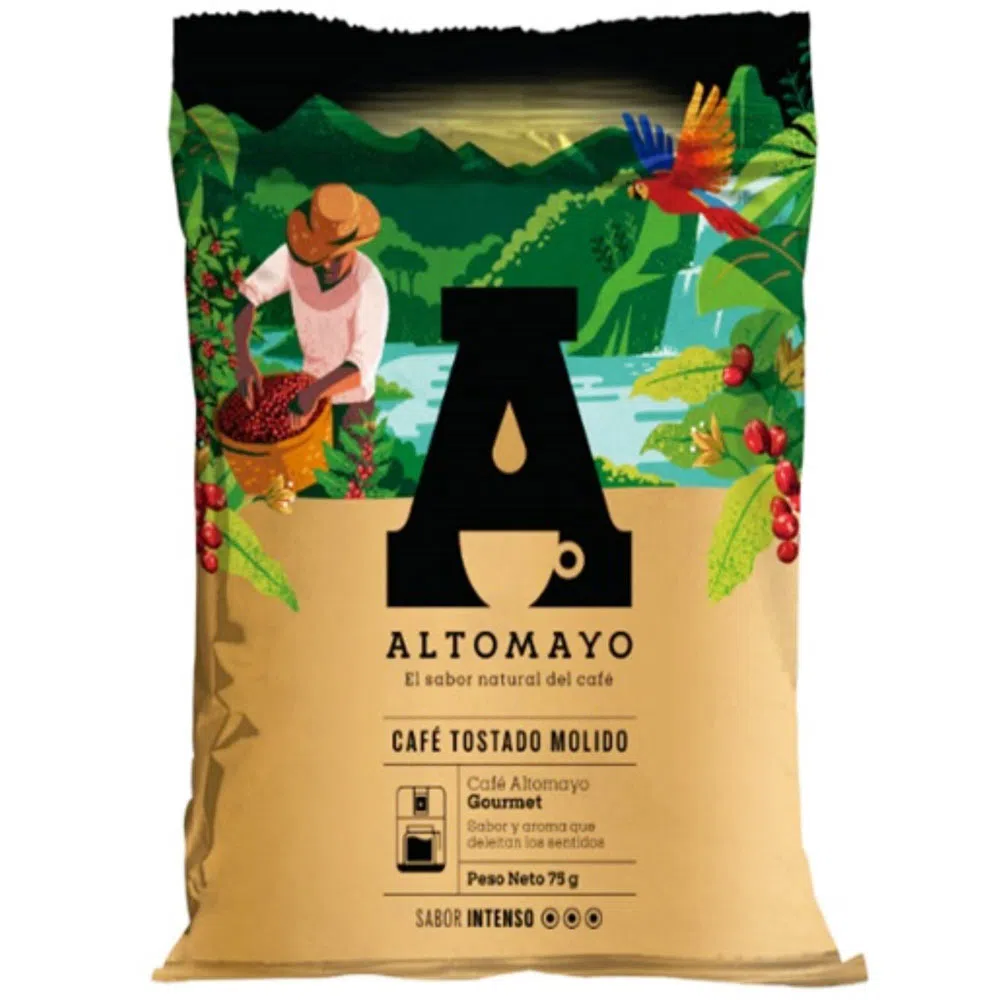 A
ALTOMAYO
El sabor natural del café
CAFÉ TOSTADO MOLIDO
Café Altomayo
Gourmet
Sabor y aroma que
deleitan los sentidos
Peso Neto 75 g
SABOR INTENSO